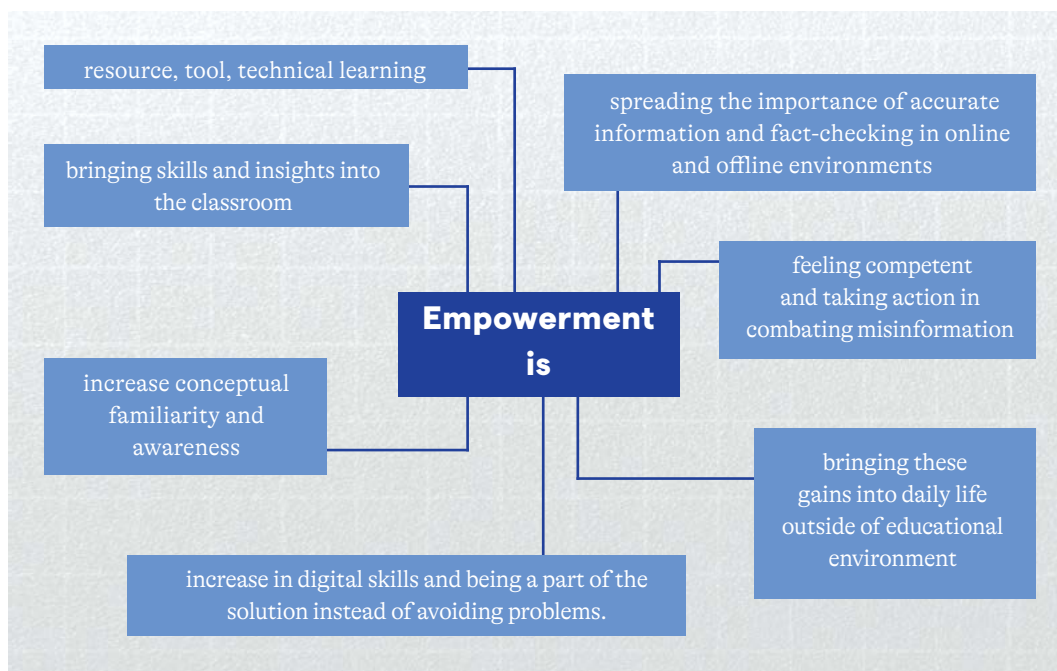 resource, tool, technical learning
spreading the importance of accurate
information and fact-checking in online
and offline environments
bringing skills and insights into
the classroom
feeling competent
and taking action in
combating misinformation
Empowerment
is
increase conceptual
familiarity and
awareness
bringing these
gains into daily life
outside of educational
environment
increase in digital skills and being a part of the
solution instead of avoiding problems.